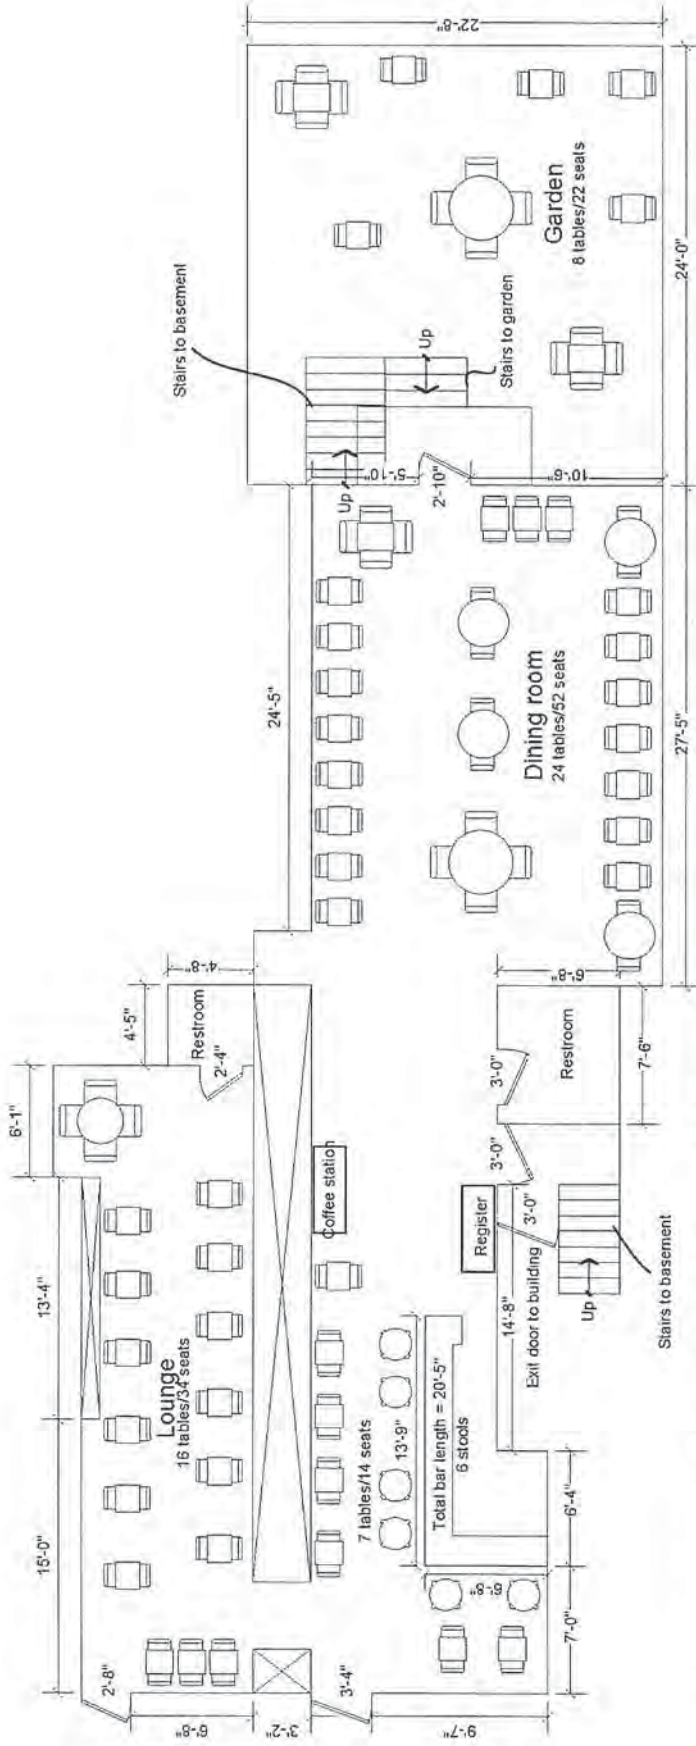 22'-8"
Garden
8 tables/22 seats
24'-0"
Stairs to basement
Up
Stairs to garden
Up
5'-10"
2'-10"
10'-6"
24'-5"
Dining room
24 tables/52 seats
27'-5"
4'-8"
4'-5"
Restroom
2'-4"
6'-1"
6'-8"
Restroom
7'-6"
3'-0"
3'-0"
3'-0"
Coffee station
Register
13'-4"
Lounge
16 tables/34 seats
14'-8"
Exit door to building
Up
Stairs to basement
7 tables/14 seats
13'-9"
Total bar length = 20'-5"
6 stools
15'-0"
6'-4"
6'-8"
7'-0"
2'-8"
3'-4"
6'-8"
3'-2"
9'-7"